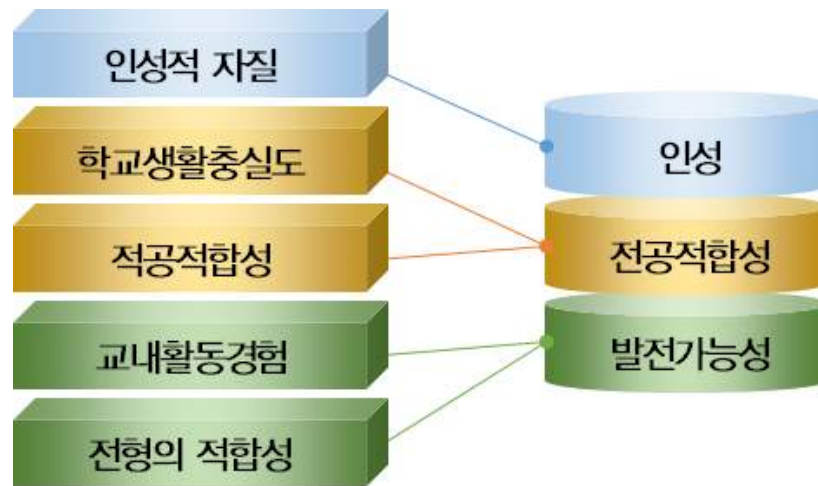 인성적 자질
학교생활충실도
적공적합성
교내활동경험
전형의 적합성
인성
전공적합성
발전가능성